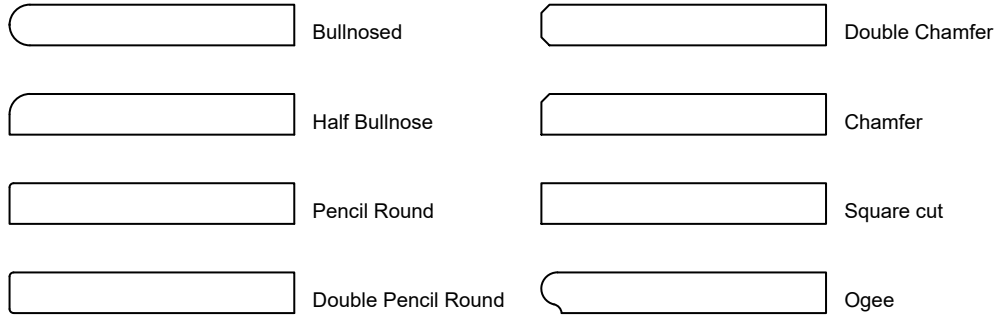 Bullnosed
Double Chamfer
Half Bullnose
Chamfer
Pencil Round
Square cut
Double Pencil Round
Ogee